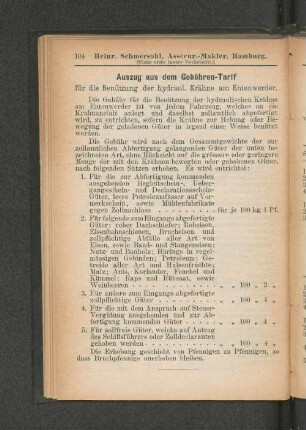 104 Heinr. Schmersahl, Assecur.-Makler, Hamburg.
(Siehe erste innere Deckelseite.)
Auszug aus dem Gebühren-Tarif
für die Benützung der hydraul. Krähne am Entenwerder.
Die Gebühr für die Benützung der hydraulischen Krähne
am Entenwerder ist von jedem Fahrzeug, welches an die
Krahnanstalt anlegt und daselbst zollamtlich abgefertigt
wird, zu entrichten, sofern die Krähne zur Hebung oder Be-
wegung der geladenen Güter in irgend einer Weise benützt
werden.
Die Gebühr wird nach dem Gesammtgewichte der zur
zollamtlichen Abfertigung gelangenden Güter der unten be-
zeichneten Art, ohne Rücksicht auf die grössere oder geringere
Menge der mit den Krähnen bewegten oder gehobenen Güter,
nach folgenden Sätzen erhoben. Es wird entrichtet:
1. Für die zur Abfertigung kommenden
ausgehenden Begleitschein-, Ueber-
gangsschein- und Declarationsschein-
Güter, leere Petroleumfässer auf Vor-
merkschein, sowie Mühlenfabrikate
gegen Zollnachlass für je 100 kg 1 Pf.
2. Für folgende zum Eingange abgefertigte
Güter: roher Dachschiefer; Roheisen,
Eisenbahnschienen, Brucheisen und
zollpflichtige Abfälle aller Art von
Eisen, sowie Band- und Stangeneisen;
Nutz- und Bauholz; Häringe in regel-
mässigen Gebinden; Petroleum; Ge-
treide aller Art und Hülsenfrüchte;
Malz; Anis, Koriander, Fenchel und
Kümmel; Raps und Rübsaat, sowie
Weinbeeren „ „ 100 „ 2 „
3. Für andere zum Eingange abgefertigte
zollpflichtige Güter „ „ 100 „ 4 „
4. Für die mit dem Anspruch auf Steuer-
Vergütung ausgehenden und zur Ab-
fertigung kommenden Güter „ „ 100 „ 2 „
5. Für zollfreie Güter, welche auf Antrag
des Schiffsführers oder Zolldeclaranten
gehoben werden „ „ 100 „ 4 „
Die Erhebung geschieht von Pfennigen zu Pfennigen, so
dass Bruchpfennige unerhoben bleiben.